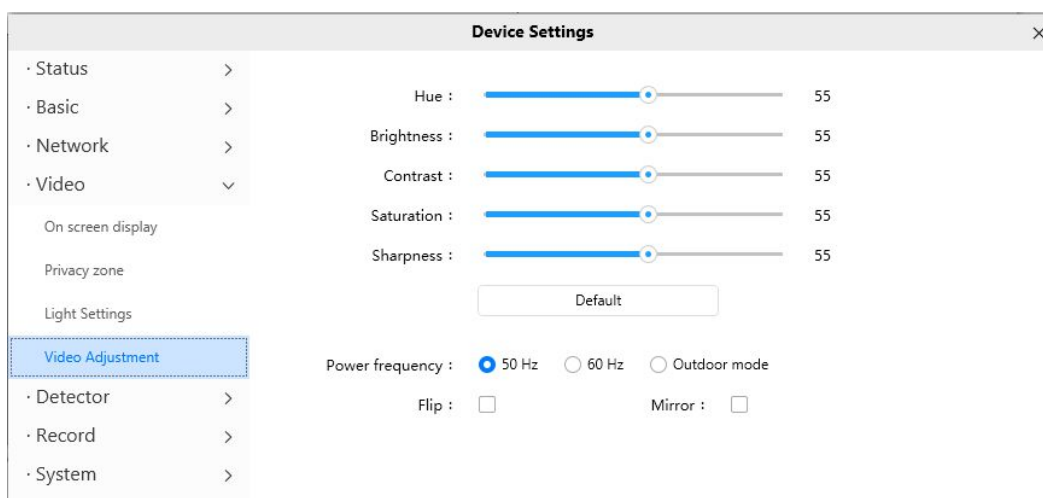 Device Settings
· Status
· Basic
· Network
· Video
On screen display
Privacy zone
Light Settings
Video Adjustment
· Detector
· Record
· System
Hue : 55
Brightness : 55
Contrast : 55
Saturation : 55
Sharpness : 55
Default
Power frequency : 50 Hz 60 Hz Outdoor mode
Flip : Mirror :